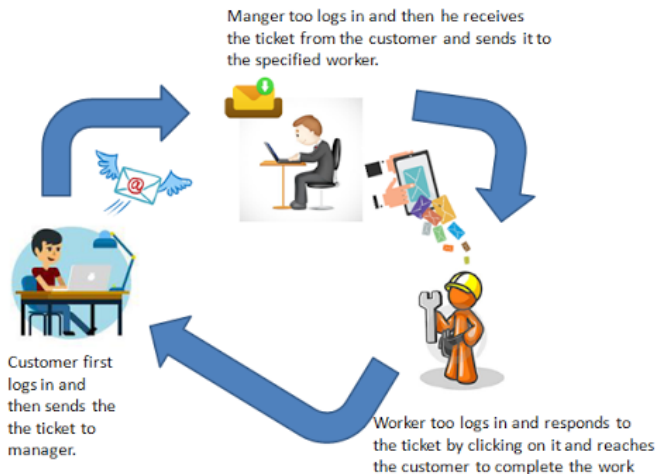 Manger too logs in and then he receives
the ticket from the customer and sends it to
the specified worker.
@
Customer first
logs in and
then sends the
the ticket to
manager.
Worker too logs in and responds to
the ticket by clicking on it and reaches
the customer to complete the work